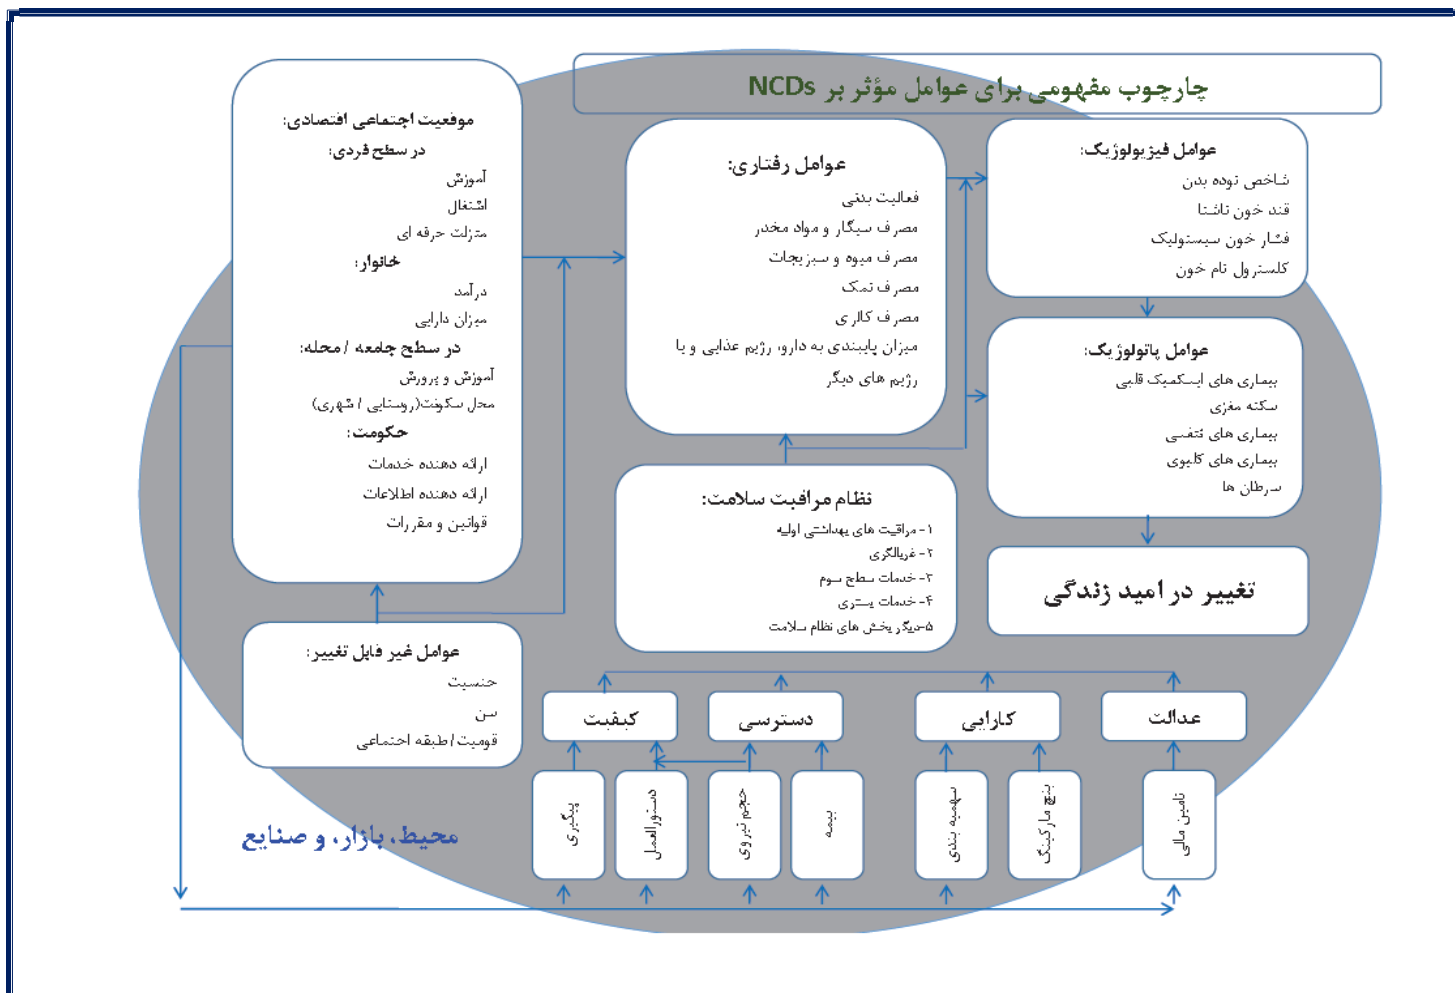 چارچوب مفهومی برای عوامل مؤثر بر NCDs
عوامل فیزیولوژیک:
شاخص توده بدن
قند خون ناشتا
فشار خون سیستولیک
کلسترول تام خون
عوامل پاتولوژیک:
بیماری های ایسکمیک قلبی
سکته مغزی
بیماری های تنفسی
بیماری های کلیوی
سرطان ها
تغییر در امید زندگی
عوامل رفتاری:
فعالیت بدنی
مصرف سیگار و مواد مخدر
مصرف میوه و سبزیجات
مصرف نمک
مصرف کالری
میزان پایبندی به دارو، رژیم غذایی و یا
رژیم های دیگر
نظام مراقبت سلامت:
۱- مراقبت های بهداشتی اولیه
۲- غربالگری
۳- خدمات سطح سوم
۴- خدمات بستری
۵-دیگر بخش های نظام سلامت
موقعیت اجتماعی اقتصادی:
در سطح فردی:
آموزش
اشتغال
منزلت حرفه ای
خانوار:
درآمد
میزان دارایی
در سطح جامعه / محله:
آموزش و پرورش
محل سکونت(روستایی / شهری)
حکومت:
ارائه دهنده خدمات
ارائه دهنده اطلاعات
قوانین و مقررات
عوامل غیر قابل تغییر:
جنسیت
سن
قومیت/طبقه اجتماعی
عدالت
کارایی
دسترسی
کیفیت
تامین مالی
بنچ مارکینگ
سهمیه بندی
بیمه
حجم نیروی
دستورالعمل
پیگیری
محیط، بازار، و صنایع